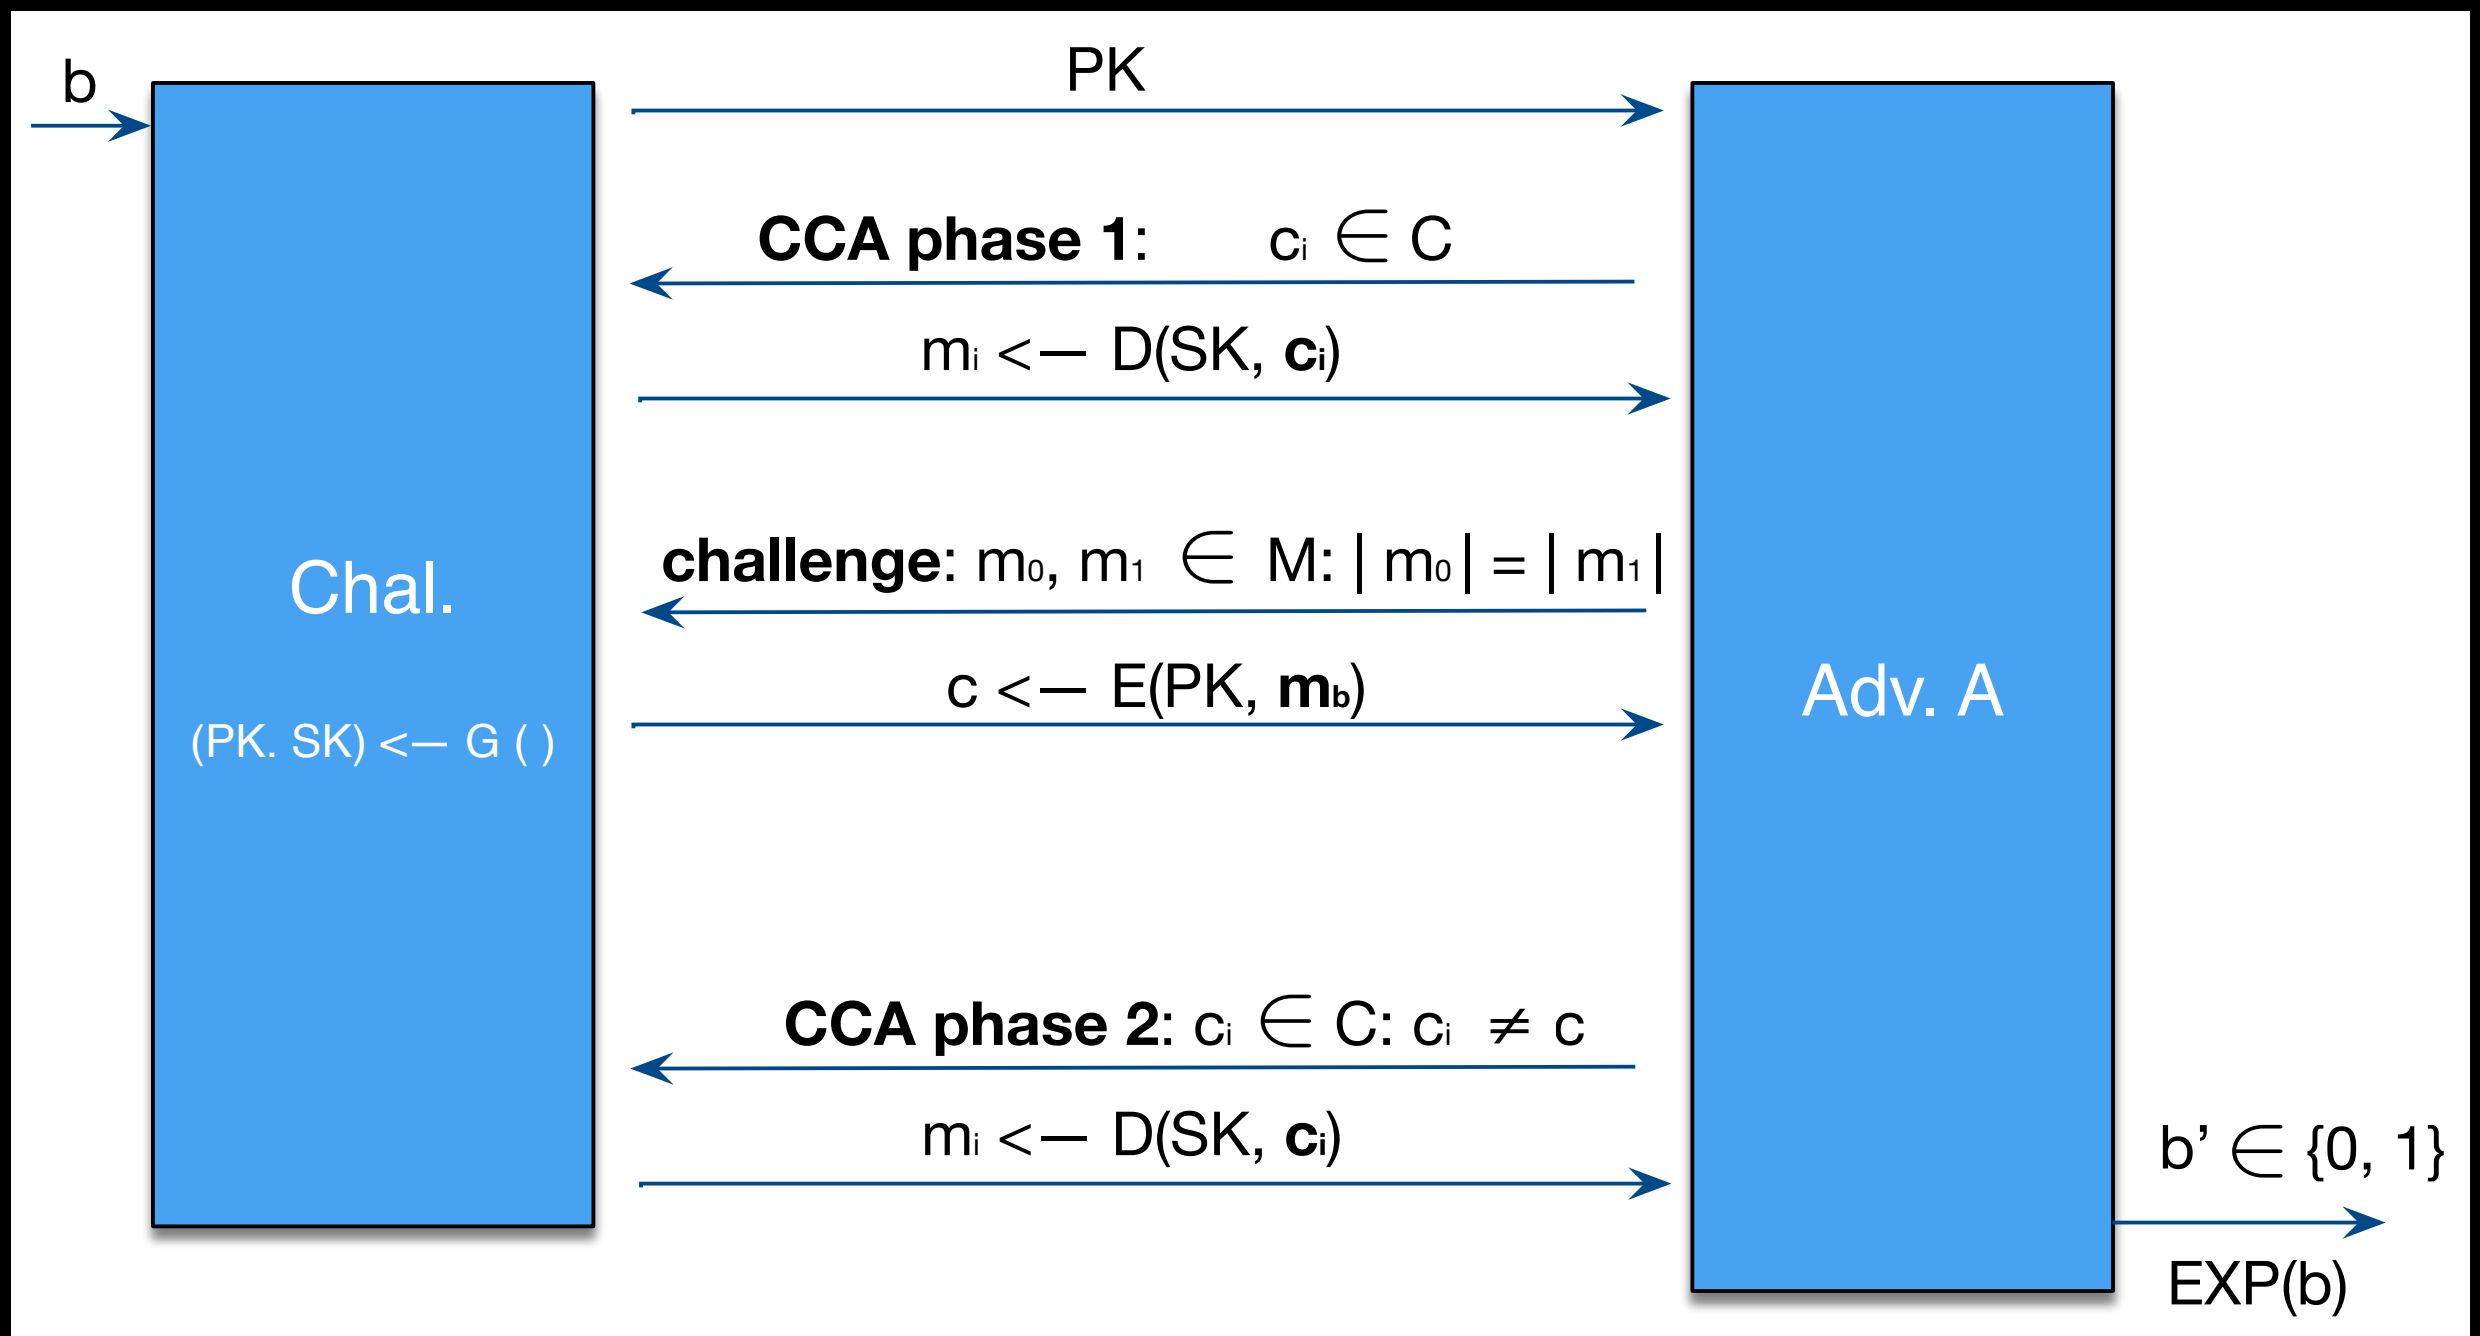 b
PK
CCA phase 1: cᵢ ∈ C
mᵢ <— D(SK, cᵢ)
challenge: m₀, m₁ ∈ M: | m₀ | = | m₁ |
Chal.
c <— E(PK, m_b)
Adv. A
(PK. SK) <— G ( )
CCA phase 2: cᵢ ∈ C: cᵢ ≠ c
mᵢ <— D(SK, cᵢ)
b’ ∈ {0, 1}
EXP(b)